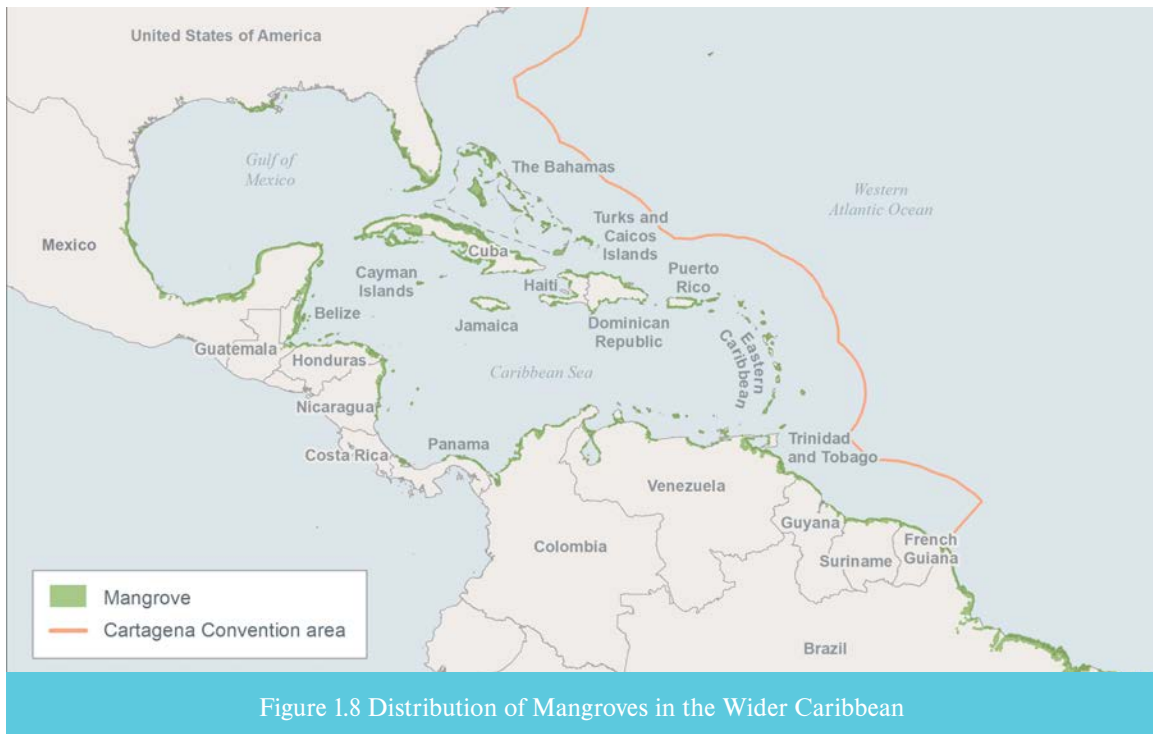 United States of America
Gulf of
Mexico
The Bahamas
Western
Atlantic Ocean
Mexico
Turks and
Caicos
Islands
Cuba
Cayman
Islands
Haiti
Puerto
Rico
Belize
Jamaica
Dominican
Republic
Guatemala
Honduras
Caribbean Sea
Eastern
Caribbean
Nicaragua
Costa Rica
Panama
Trinidad
and Tobago
Venezuela
Guyana
Colombia
Suriname
French
Guiana
Brazil
Mangrove
Cartagena Convention area
Figure 1.8 Distribution of Mangroves in the Wider Caribbean